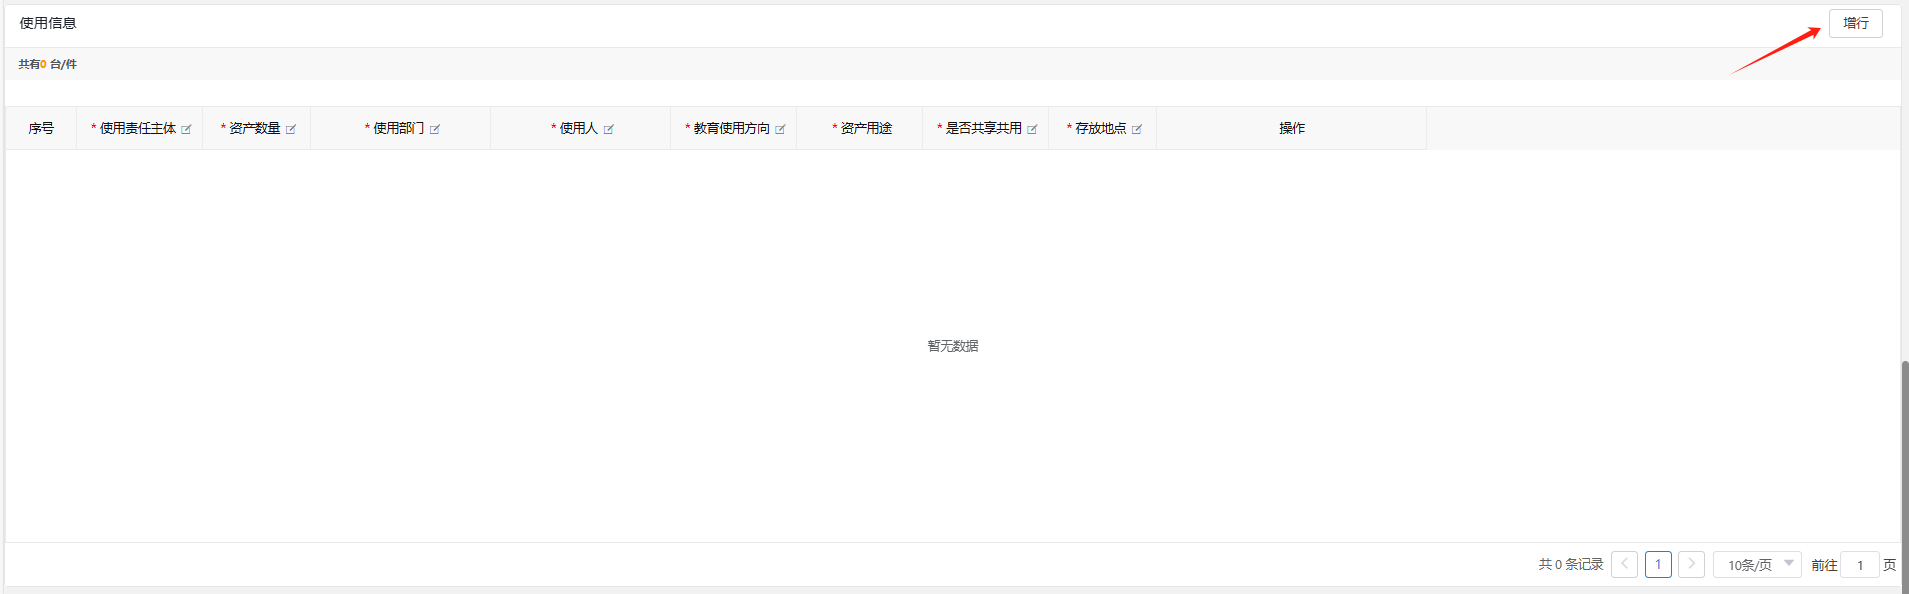 使用信息
增行
共有0 台/件
序号 * 使用责任主体 * 资产数量 * 使用部门 * 使用人 * 教育使用方向 * 资产用途 * 是否共享共用 * 存放地点 操作
暂无数据
共 0 条记录 1 10条/页 前往 1 页